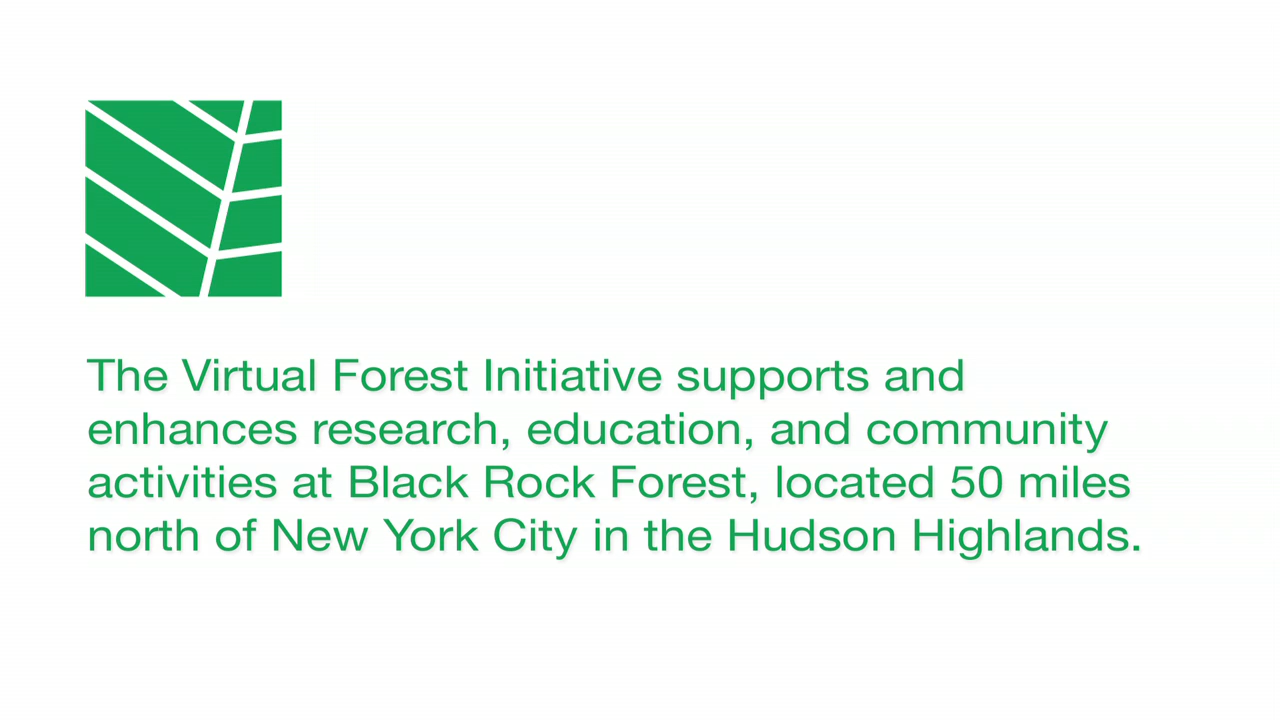 The Virtual Forest Initiative supports and
enhances research, education, and community
activities at Black Rock Forest, located 50 miles
north of New York City in the Hudson Highlands.